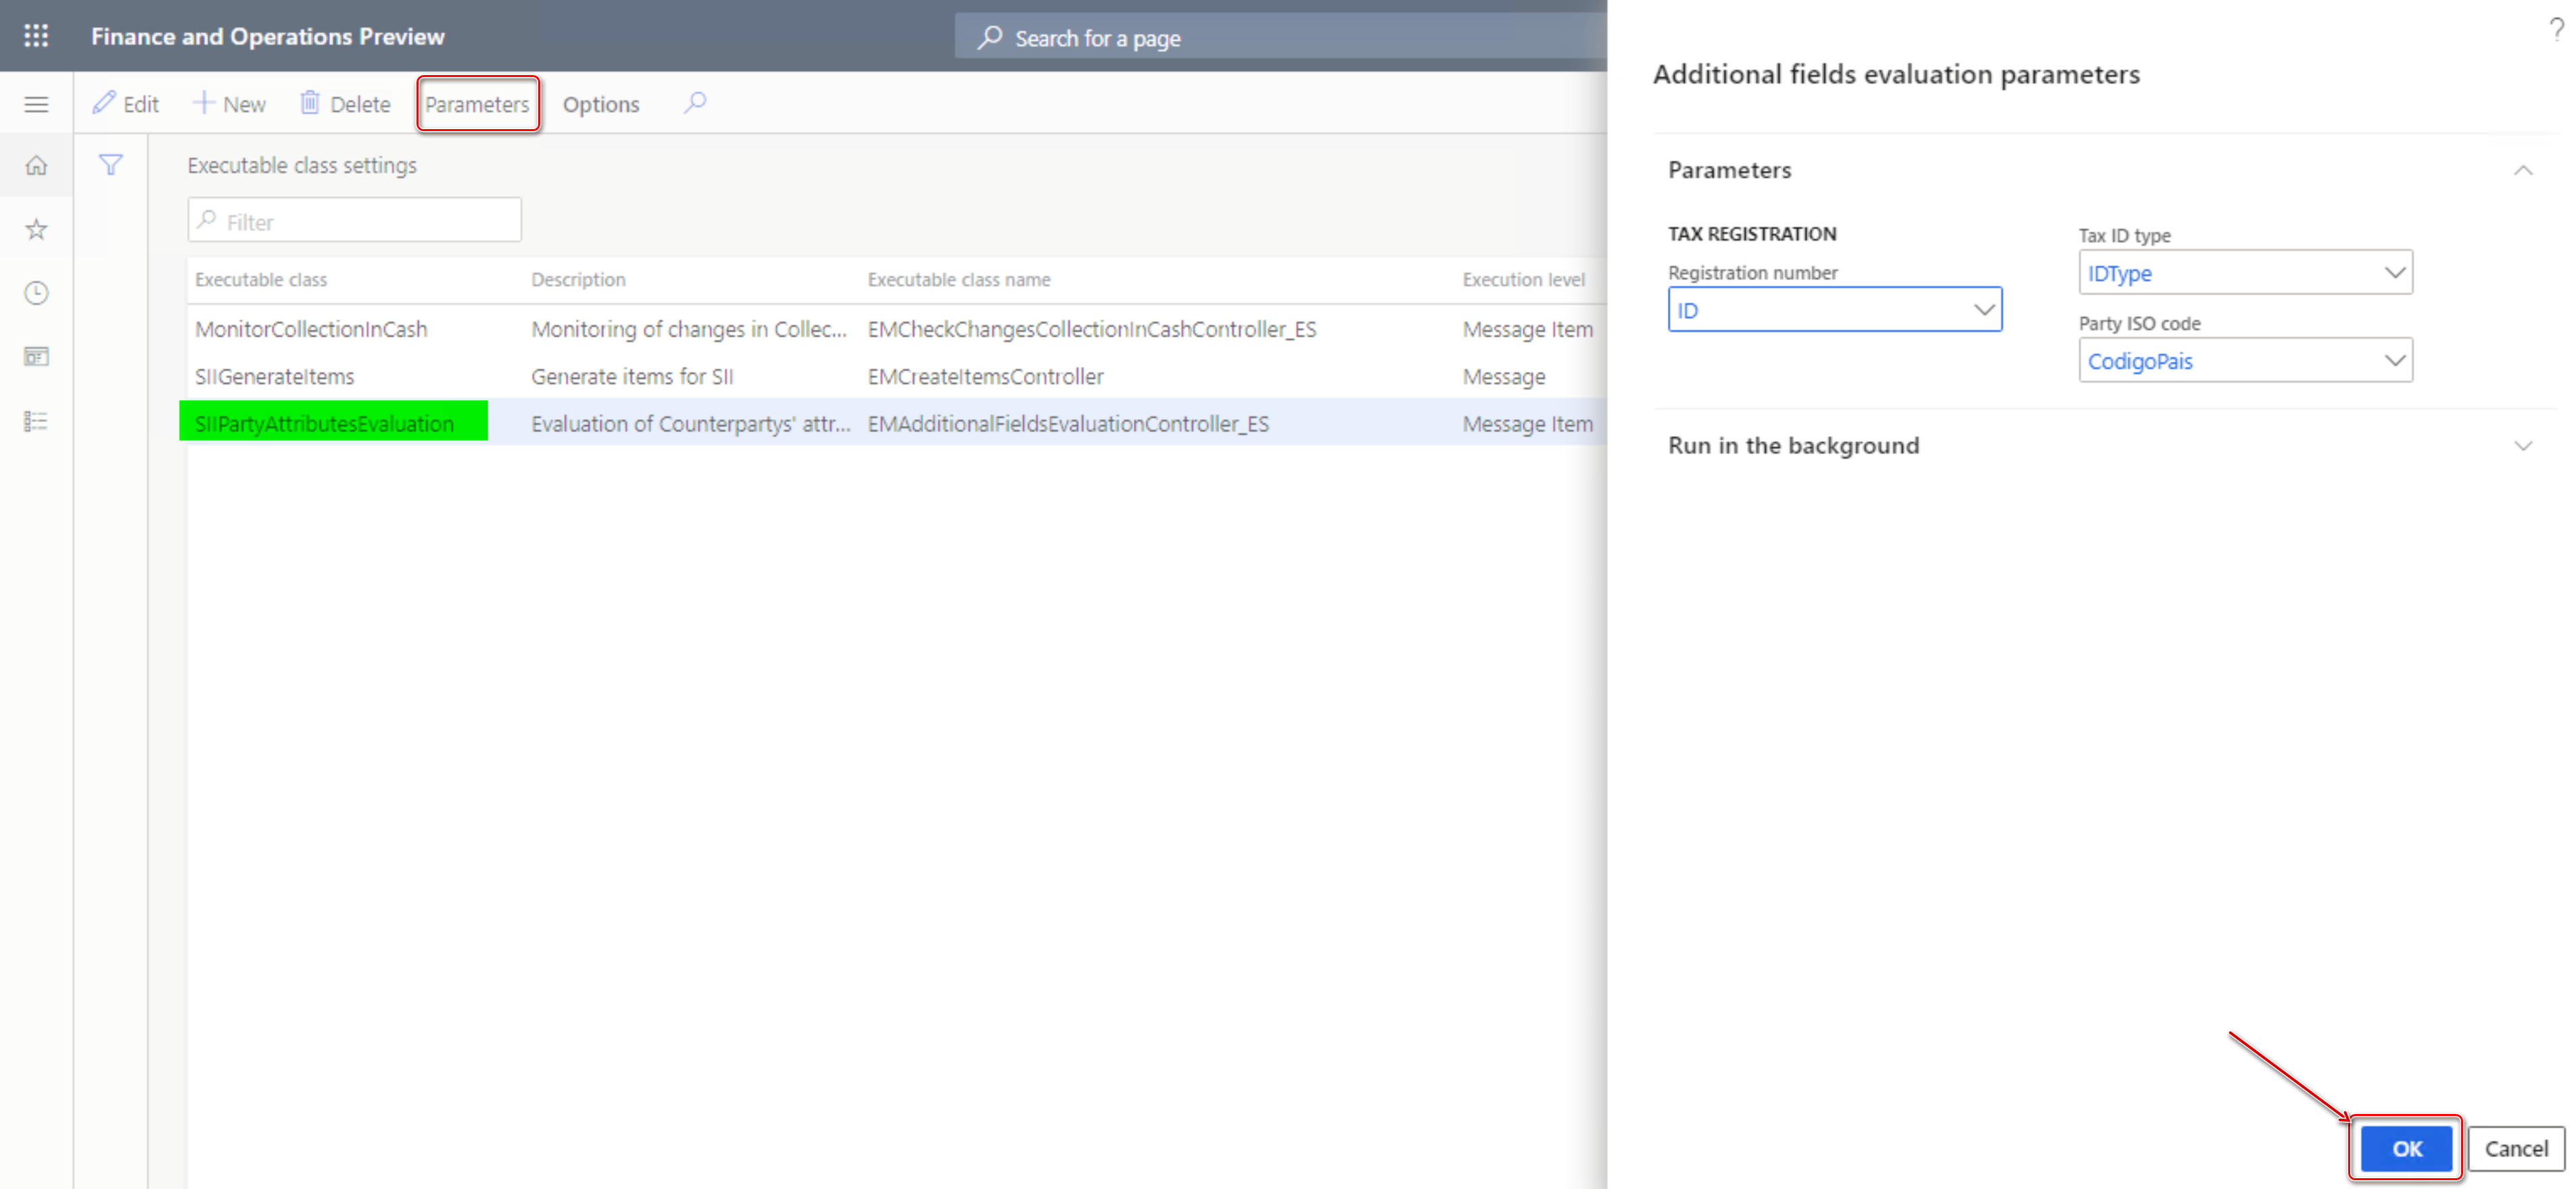 Finance and Operations Preview
Search for a page
?
Edit New Delete Parameters Options
Executable class settings
Filter
Executable class Description Executable class name Execution level
MonitorCollectionInCash Monitoring of changes in Collec... EMCheckChangesCollectionInCashController_ES Message Item
SIIGenerateItems Generate items for SII EMCreateItemsController Message
SIIPartyAttributesEvaluation Evaluation of Counterpartys' attr... EMAdditionalFieldsEvaluationController_ES Message Item
Additional fields evaluation parameters
Parameters
TAX REGISTRATION
Registration number
ID
Tax ID type
IDType
Party ISO code
CodigoPais
Run in the background
OK Cancel